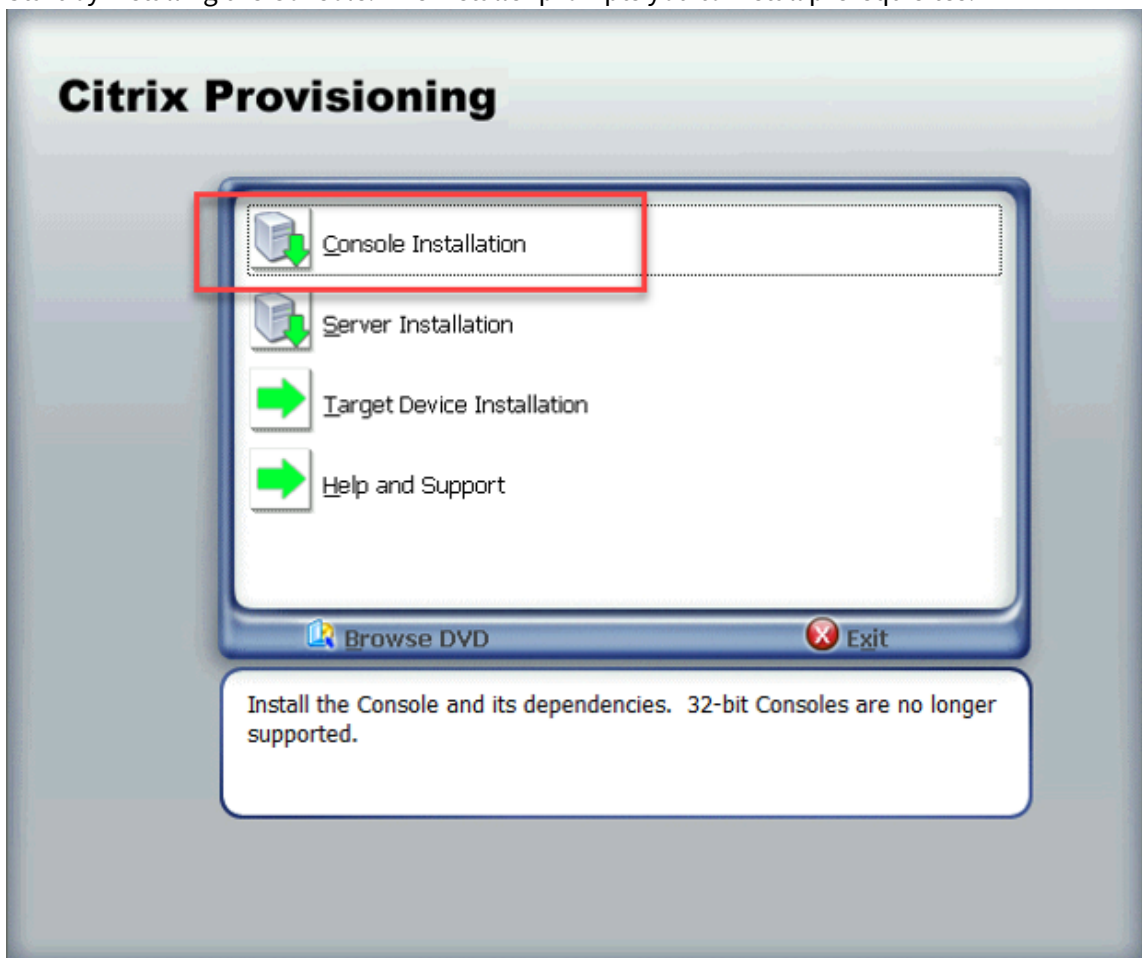 Citrix Provisioning
Console Installation
Server Installation
Target Device Installation
Help and Support
Browse DVD
Exit
Install the Console and its dependencies.  32-bit Consoles are no longer
supported.